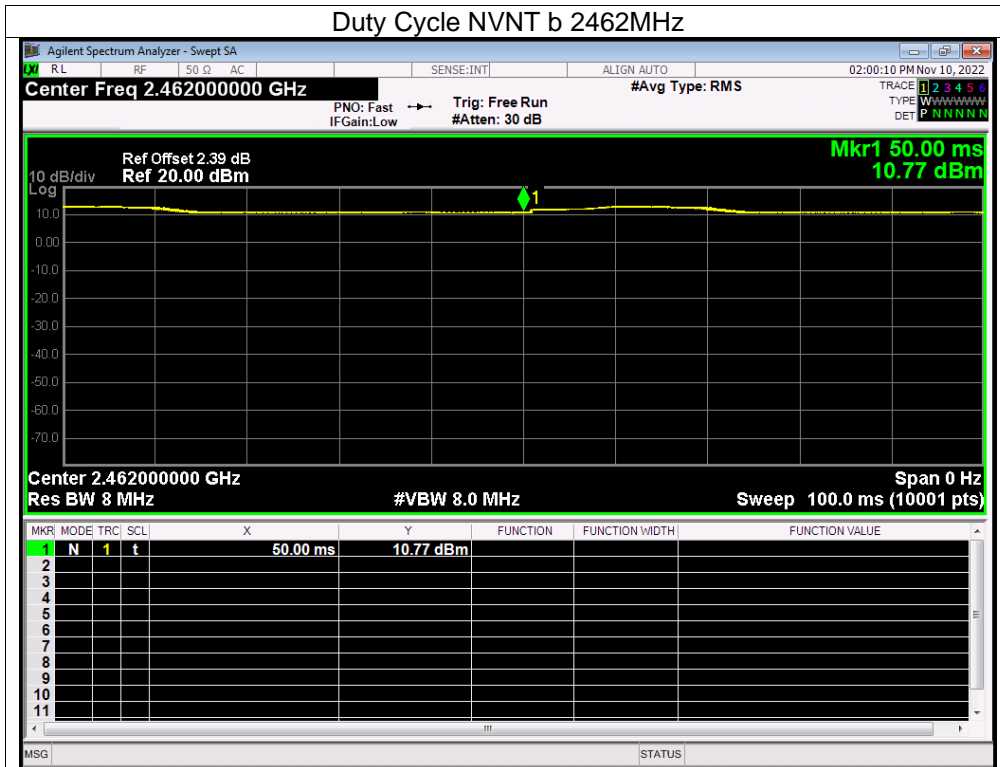 Duty Cycle NVNT b 2462MHz
Agilent Spectrum Analyzer - Swept SA
LXI RL RF 50 Ω AC SENSE:INT ALIGN AUTO 02:00:10 PM Nov 10, 2022
Center Freq 2.462000000 GHz #Avg Type: RMS TRACE 1 2 3 4 5 6
PNO: Fast Trig: Free Run TYPE WWWWWW
IFGain:Low #Atten: 30 dB DET P N N N N N
Mkr1 50.00 ms
Ref Offset 2.39 dB
10 dB/div Ref 20.00 dBm 10.77 dBm
Log
1
10.0
0.00
-10.0
-20.0
-30.0
-40.0
-50.0
-60.0
-70.0
Center 2.462000000 GHz Span 0 Hz
Res BW 8 MHz #VBW 8.0 MHz Sweep 100.0 ms (10001 pts)
MKR MODE TRC SCL X Y FUNCTION FUNCTION WIDTH FUNCTION VALUE
1 N 1 t 50.00 ms 10.77 dBm
2
3
4
5
6
7
8
9
10
11
MSG STATUS